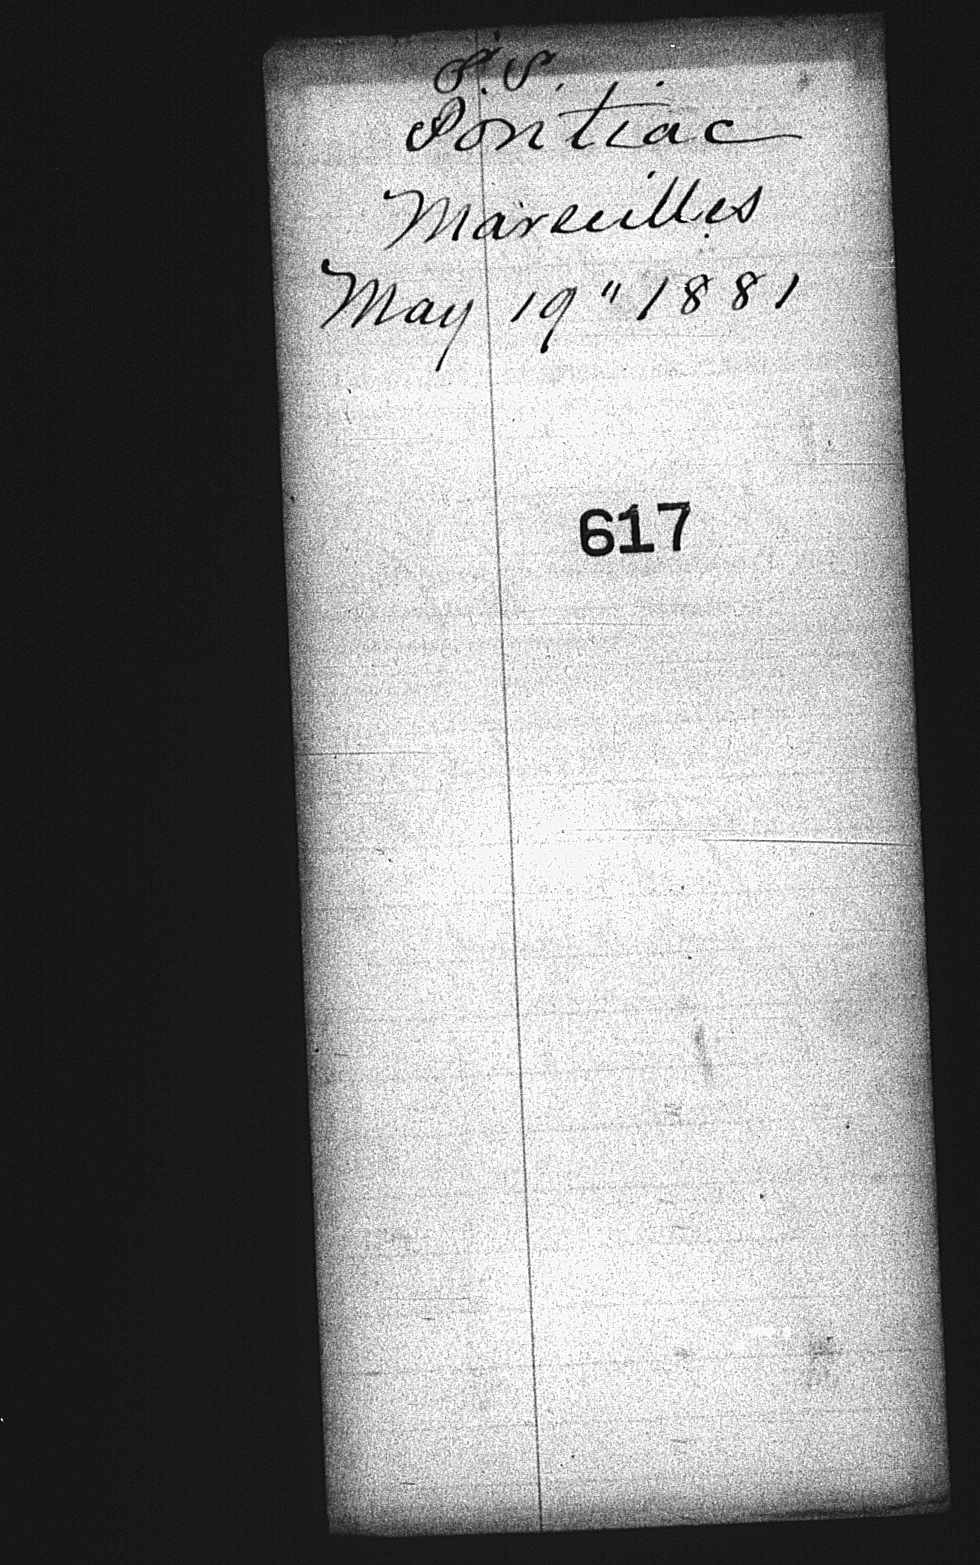 S.S.
Pontiac
Marseilles
May 19" 1881
617